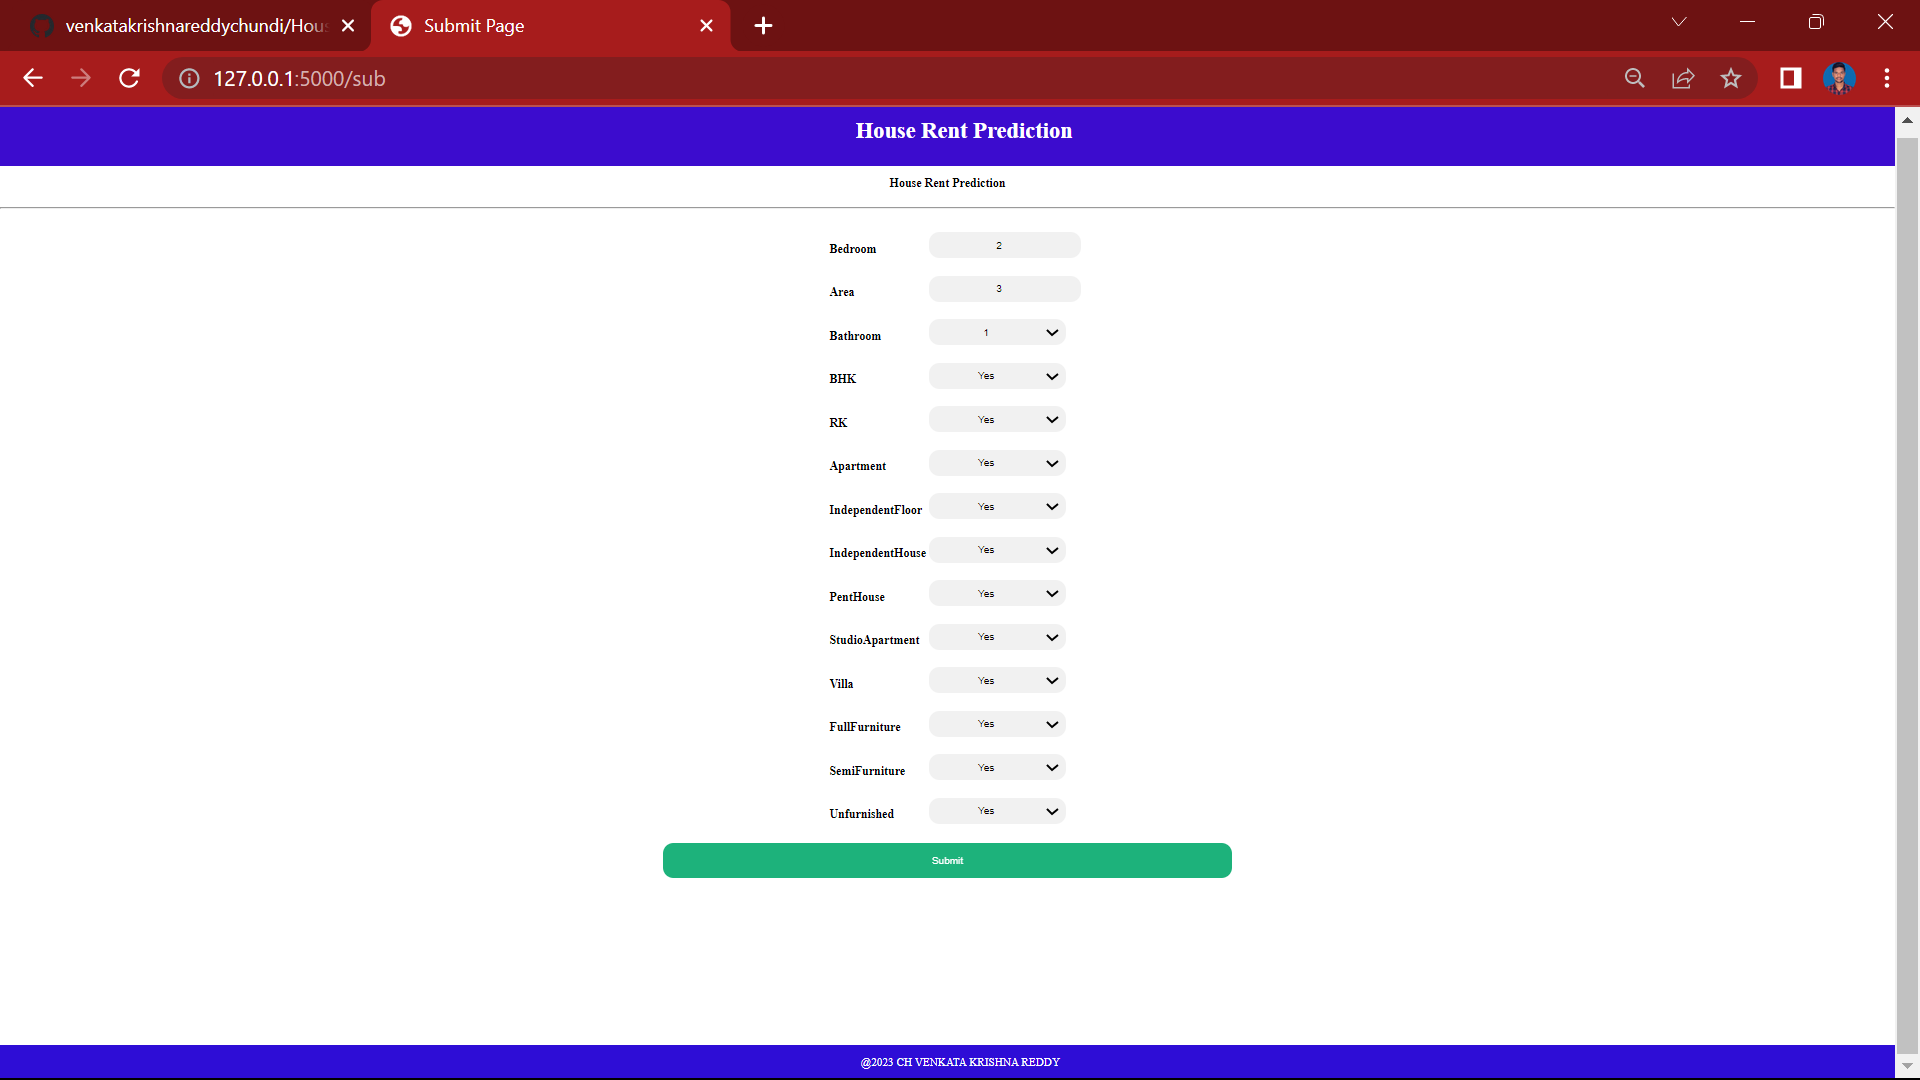 venkatakrishnareddychundi/Hous
Submit Page
127.0.0.1:5000/sub
House Rent Prediction
House Rent Prediction
Bedroom 2
Area 3
Bathroom 1
BHK Yes
RK Yes
Apartment Yes
IndependentFloor Yes
IndependentHouse Yes
PentHouse Yes
StudioApartment Yes
Villa Yes
FullFurniture Yes
SemiFurniture Yes
Unfurnished Yes
Submit
@2023 CH VENKATA KRISHNA REDDY